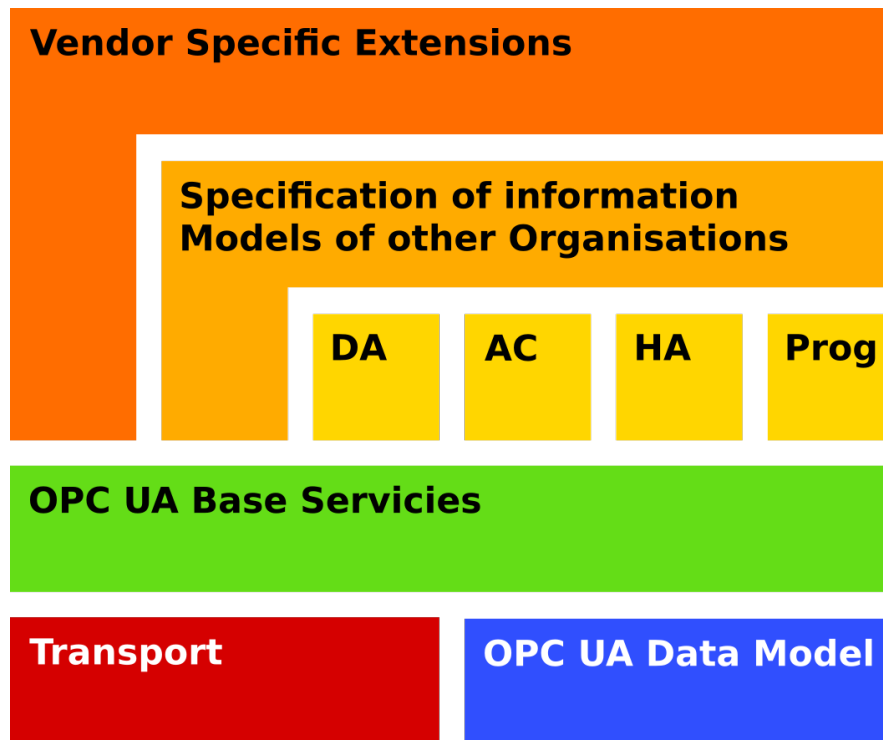 Vendor Specific Extensions
Specification of information
Models of other Organisations
DA
AC
HA
Prog
OPC UA Base Servicies
Transport
OPC UA Data Model